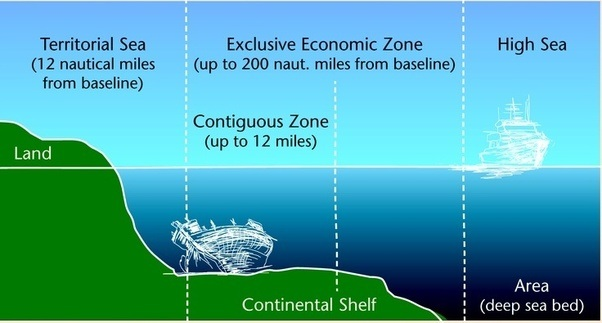 Territorial Sea
(12 nautical miles
from baseline)
Exclusive Economic Zone
(up to 200 naut. miles from baseline)
High Sea
Contiguous Zone
(up to 12 miles)
Land
Continental Shelf
Area
(deep sea bed)